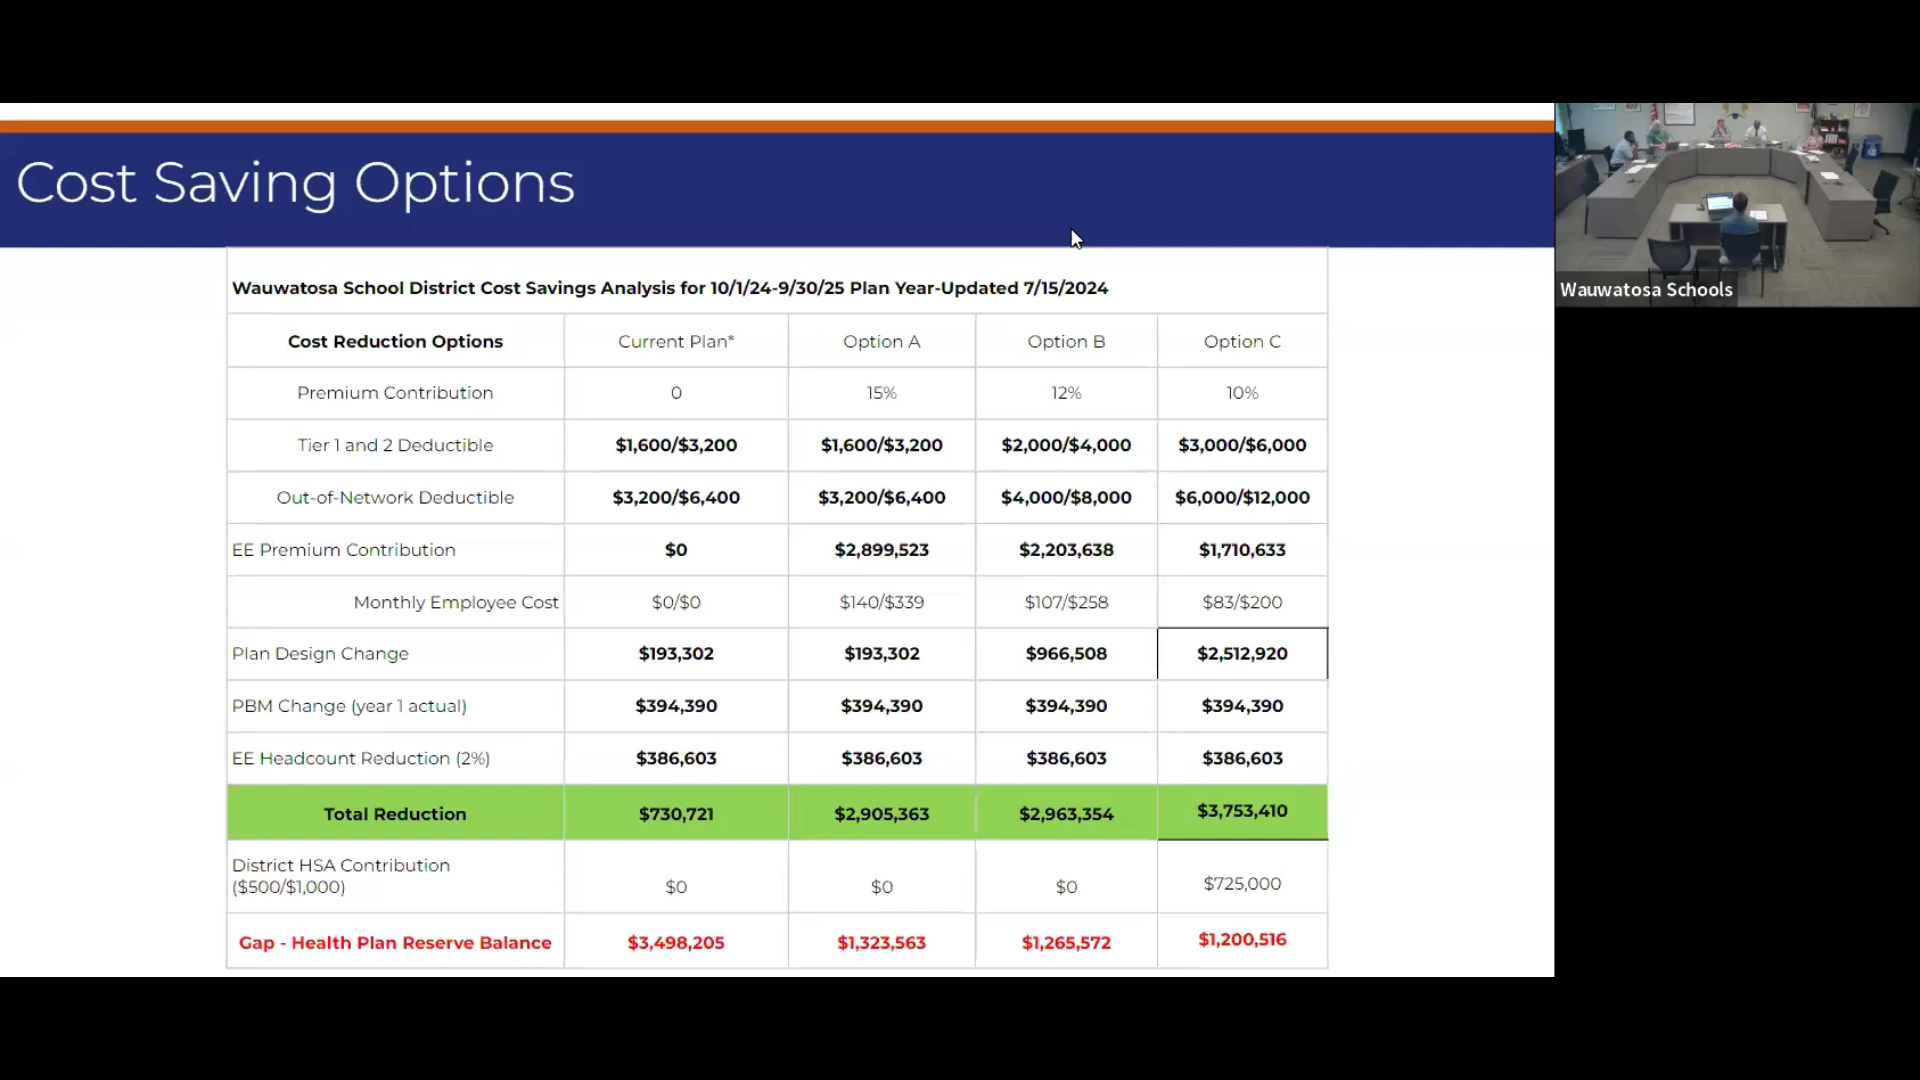 Cost Saving Options
Wauwatosa School District Cost Savings Analysis for 10/1/24-9/30/25 Plan Year-Updated 7/15/2024
Cost Reduction Options Current Plan* Option A Option B Option C
Premium Contribution 0 15% 12% 10%
Tier 1 and 2 Deductible $1,600/$3,200 $1,600/$3,200 $2,000/$4,000 $3,000/$6,000
Out-of-Network Deductible $3,200/$6,400 $3,200/$6,400 $4,000/$8,000 $6,000/$12,000
EE Premium Contribution $0 $2,899,523 $2,203,638 $1,710,633
Monthly Employee Cost $0/$0 $140/$339 $107/$258 $83/$200
Plan Design Change $193,302 $193,302 $966,508 $2,512,920
PBM Change (year 1 actual) $394,390 $394,390 $394,390 $394,390
EE Headcount Reduction (2%) $386,603 $386,603 $386,603 $386,603
Total Reduction $730,721 $2,905,363 $2,963,354 $3,753,410
District HSA Contribution
($500/$1,000) $0 $0 $0 $725,000
Gap - Health Plan Reserve Balance $3,498,205 $1,323,563 $1,265,572 $1,200,516
Wauwatosa Schools